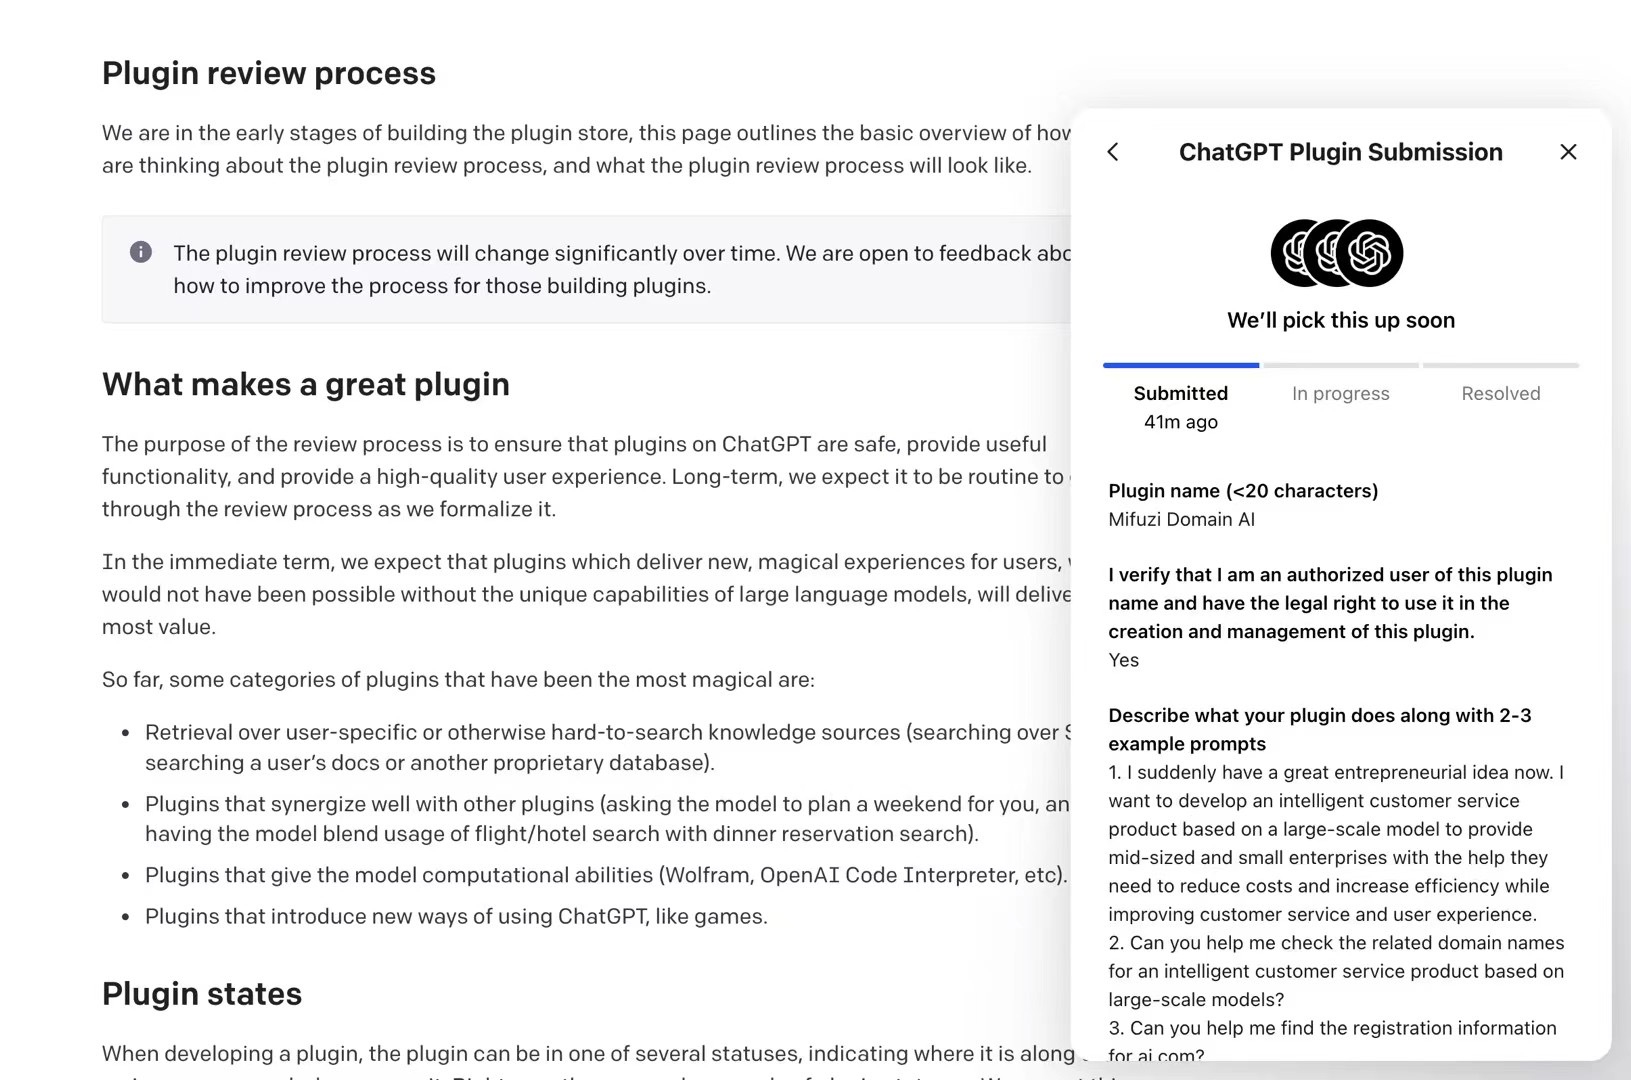 Plugin review process
We are in the early stages of building the plugin store, this page outlines the basic overview of how
are thinking about the plugin review process, and what the plugin review process will look like.
The plugin review process will change significantly over time. We are open to feedback abo
how to improve the process for those building plugins.
What makes a great plugin
The purpose of the review process is to ensure that plugins on ChatGPT are safe, provide useful
functionality, and provide a high-quality user experience. Long-term, we expect it to be routine to
through the review process as we formalize it.
In the immediate term, we expect that plugins which deliver new, magical experiences for users,
would not have been possible without the unique capabilities of large language models, will delive
most value.
So far, some categories of plugins that have been the most magical are:
• Retrieval over user-specific or otherwise hard-to-search knowledge sources (searching over
searching a user’s docs or another proprietary database).
• Plugins that synergize well with other plugins (asking the model to plan a weekend for you, an
having the model blend usage of flight/hotel search with dinner reservation search).
• Plugins that give the model computational abilities (Wolfram, OpenAI Code Interpreter, etc).
• Plugins that introduce new ways of using ChatGPT, like games.
Plugin states
When developing a plugin, the plugin can be in one of several statuses, indicating where it is along
ChatGPT Plugin Submission
We’ll pick this up soon
Submitted
41m ago
In progress
Resolved
Plugin name (<20 characters)
Mifuzi Domain AI
I verify that I am an authorized user of this plugin
name and have the legal right to use it in the
creation and management of this plugin.
Yes
Describe what your plugin does along with 2-3
example prompts
1. I suddenly have a great entrepreneurial idea now. I
want to develop an intelligent customer service
product based on a large-scale model to provide
mid-sized and small enterprises with the help they
need to reduce costs and increase efficiency while
improving customer service and user experience.
2. Can you help me check the related domain names
for an intelligent customer service product based on
large-scale models?
3. Can you help me find the registration information
for ai.com?